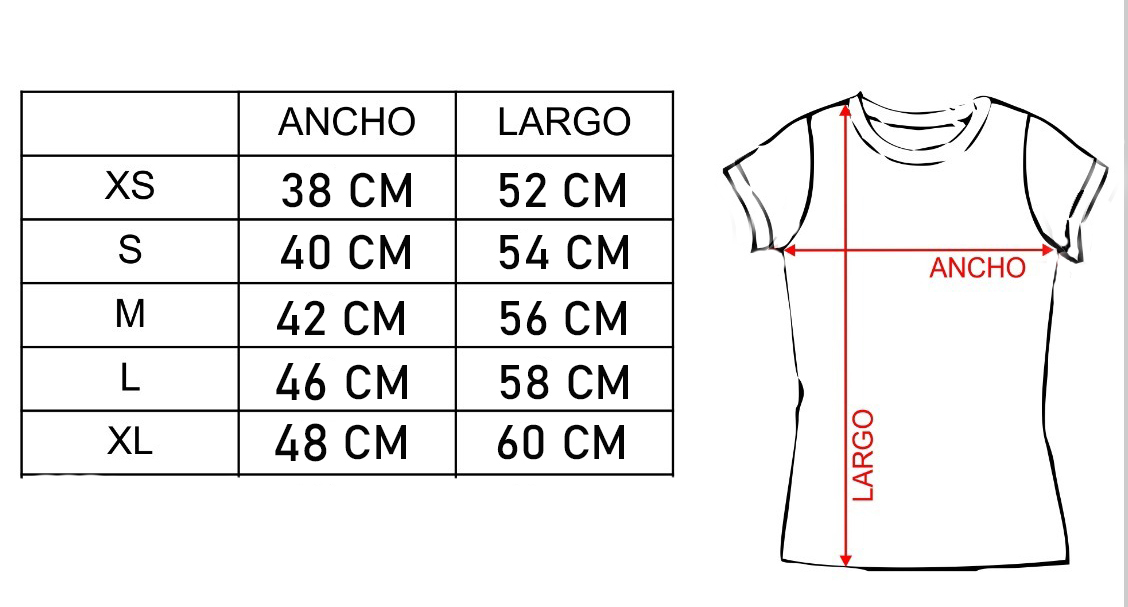 ANCHO LARGO
XS 38 CM 52 CM
S 40 CM 54 CM
M 42 CM 56 CM
L 46 CM 58 CM
XL 48 CM 60 CM
ANCHO
LARGO